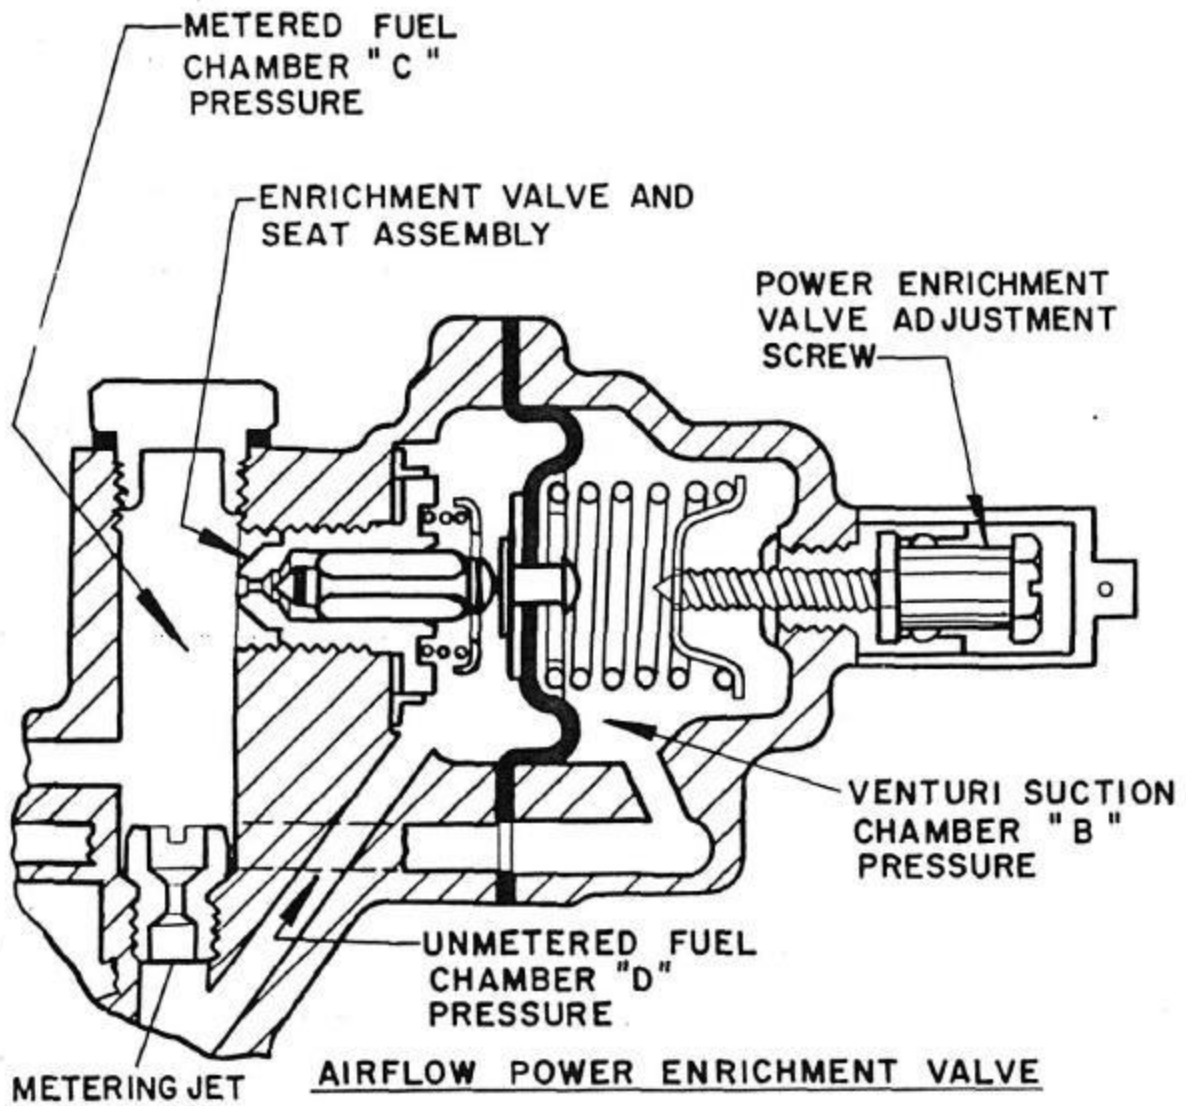 METERED FUEL
CHAMBER "C"
PRESSURE
ENRICHMENT VALVE AND
SEAT ASSEMBLY
POWER ENRICHMENT
VALVE ADJUSTMENT
SCREW
VENTURI SUCTION
CHAMBER "B"
PRESSURE
UNMETERED FUEL
CHAMBER "D"
PRESSURE
METERING JET
AIRFLOW POWER ENRICHMENT VALVE